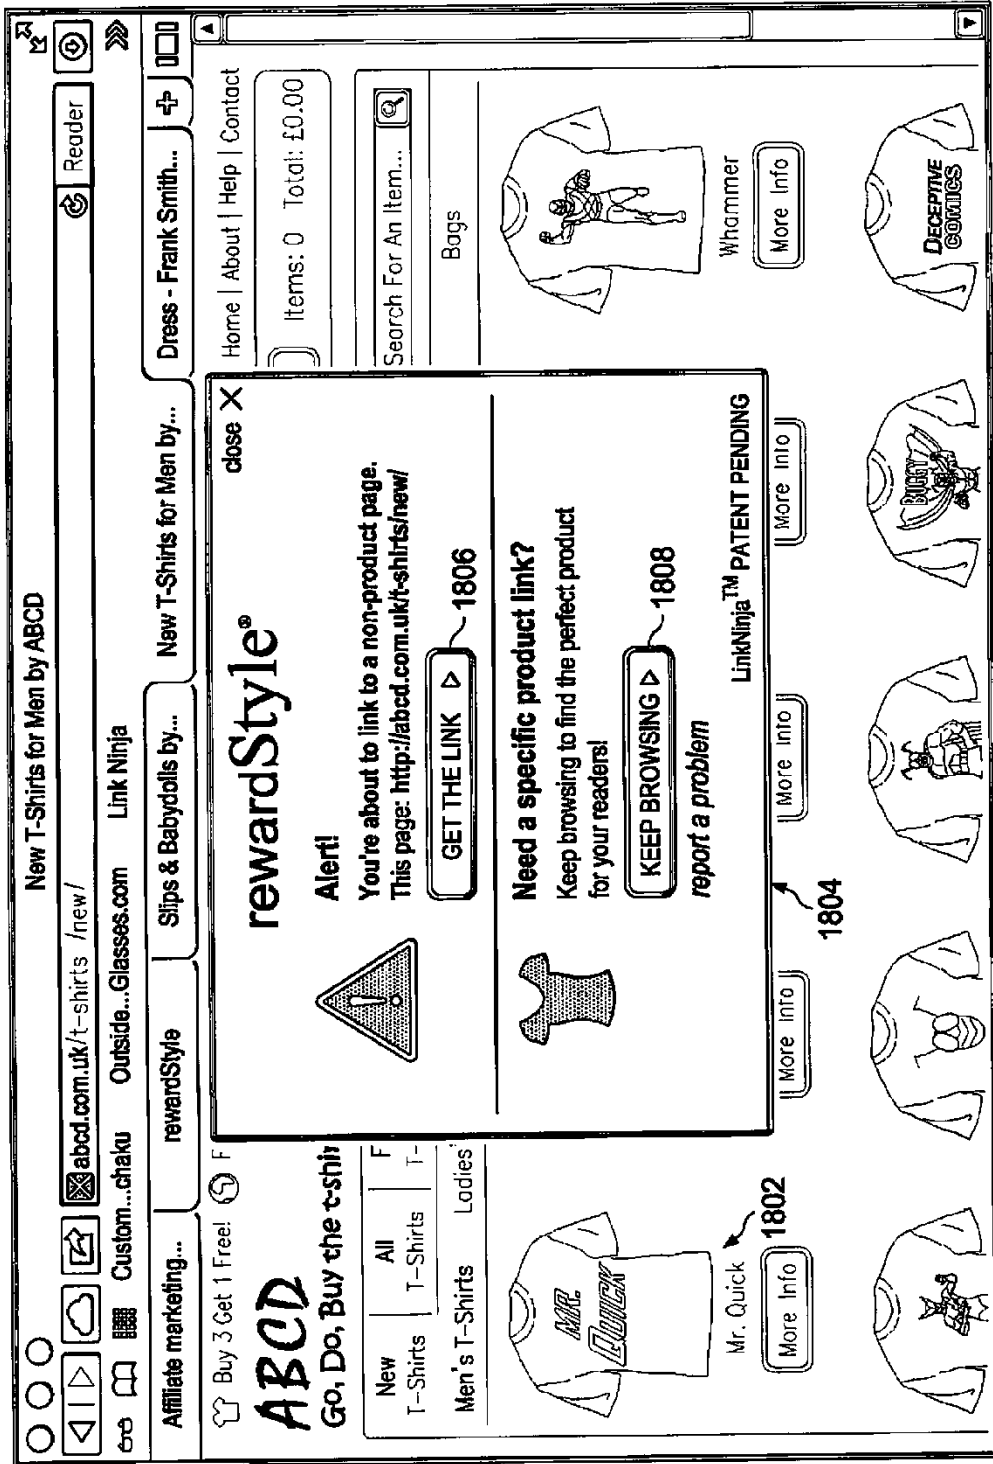 New T-Shirts for Men by ABCD
abcd.com.uk/t-shirts /new/
Reader
Custom...chaku Outside...Glasses.com Link Ninja
Affiliate marketing... rewardStyle Slips & Babydolls by... New T-Shirts for Men by... Dress - Frank Smith...
Buy 3 Get 1 Free! F
Home | About | Help | Contact
ABCD
Go, Do, Buy the t-shir
Items: 0 Total: £0.00
New
T-Shirts
All
T-Shirts
F
T-
Search For An Item...
Men's T-Shirts Ladies'
Bags
close X
rewardStyle®
Alert!
You're about to link to a non-product page.
This page: http://abcd.com.uk/t-shirts/new/
GET THE LINK
1806
Need a specific product link?
Keep browsing to find the perfect product
for your readers!
KEEP BROWSING
1808
report a problem
LinkNinja™ PATENT PENDING
1804
MR.
QUICK
1802
Mr. Quick
More Info
More Info
More Info
More Info
Whammer
More Info
BUGGY
DECEPTIVE
COMICS